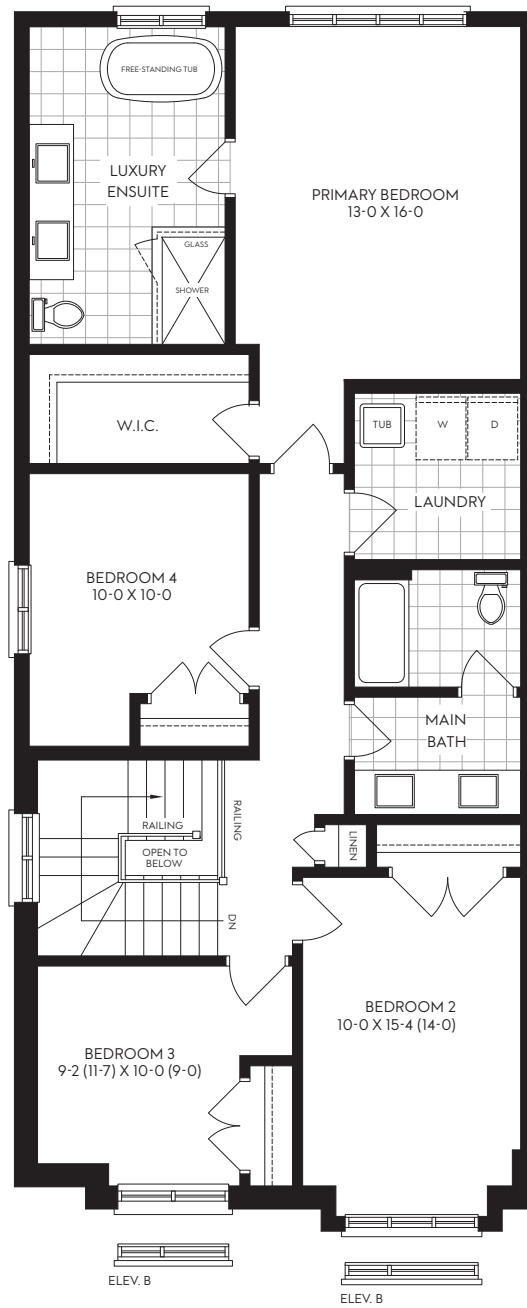 FREE-STANDING TUB
LUXURY
ENSUITE
PRIMARY BEDROOM
13-0 X 16-0
GLASS
SHOWER
W.I.C.
TUB
W
D
LAUNDRY
BEDROOM 4
10-0 X 10-0
MAIN
BATH
RAILING
RAILING
OPEN TO
BELOW
LINEN
DN
BEDROOM 2
10-0 X 15-4 (14-0)
BEDROOM 3
9-2 (11-7) X 10-0 (9-0)
ELEV. B
ELEV. B